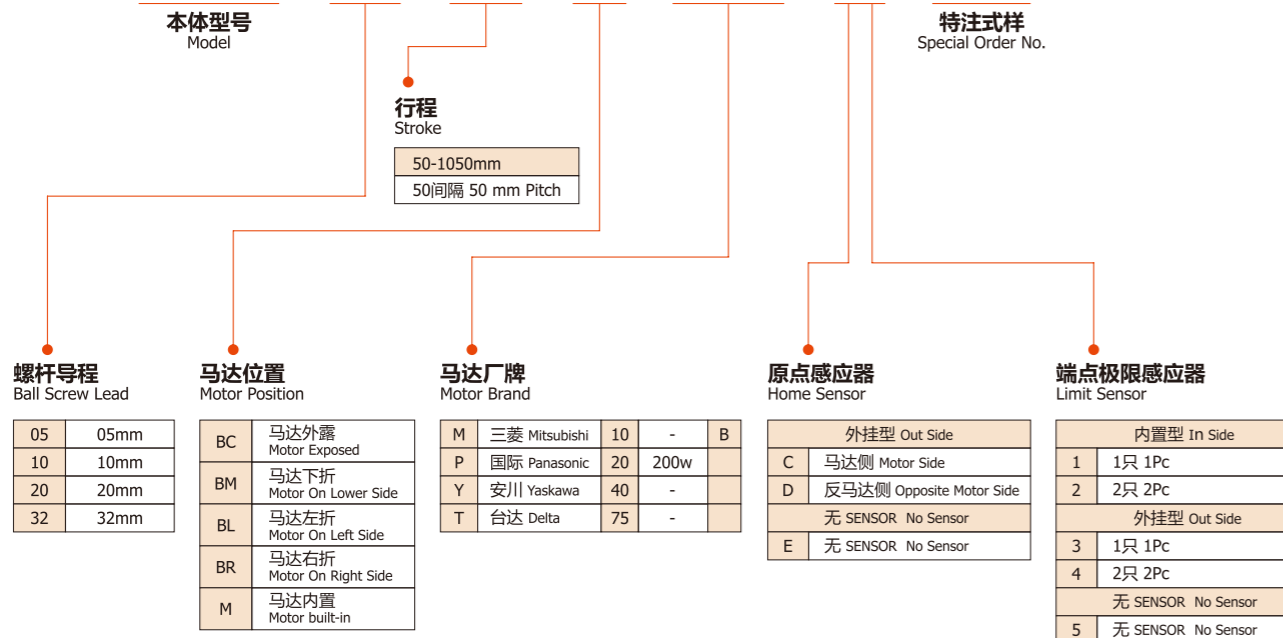 本体型号
Model
特注式样
Special Order No.
行程
Stroke
50-1050mm
50间隔 50 mm Pitch
螺杆导程
Ball Screw Lead
05 05mm
10 10mm
20 20mm
32 32mm
马达位置
Motor Position
BC 马达外露
Motor Exposed
BM 马达下折
Motor On Lower Side
BL 马达左折
Motor On Left Side
BR 马达右折
Motor On Right Side
M 马达内置
Motor built-in
马达厂牌
Motor Brand
M 三菱 Mitsubishi 10 - B
P 国际 Panasonic 20 200w
Y 安川 Yaskawa 40 -
T 台达 Delta 75 -
原点感应器
Home Sensor
外挂型 Out Side
C 马达侧 Motor Side
D 反马达侧 Opposite Motor Side
无 SENSOR No Sensor
E 无 SENSOR No Sensor
端点极限感应器
Limit Sensor
内置型 In Side
1 1只 1Pc
2 2只 2Pc
外挂型 Out Side
3 1只 1Pc
4 2只 2Pc
无 SENSOR No Sensor
5 无 SENSOR No Sensor